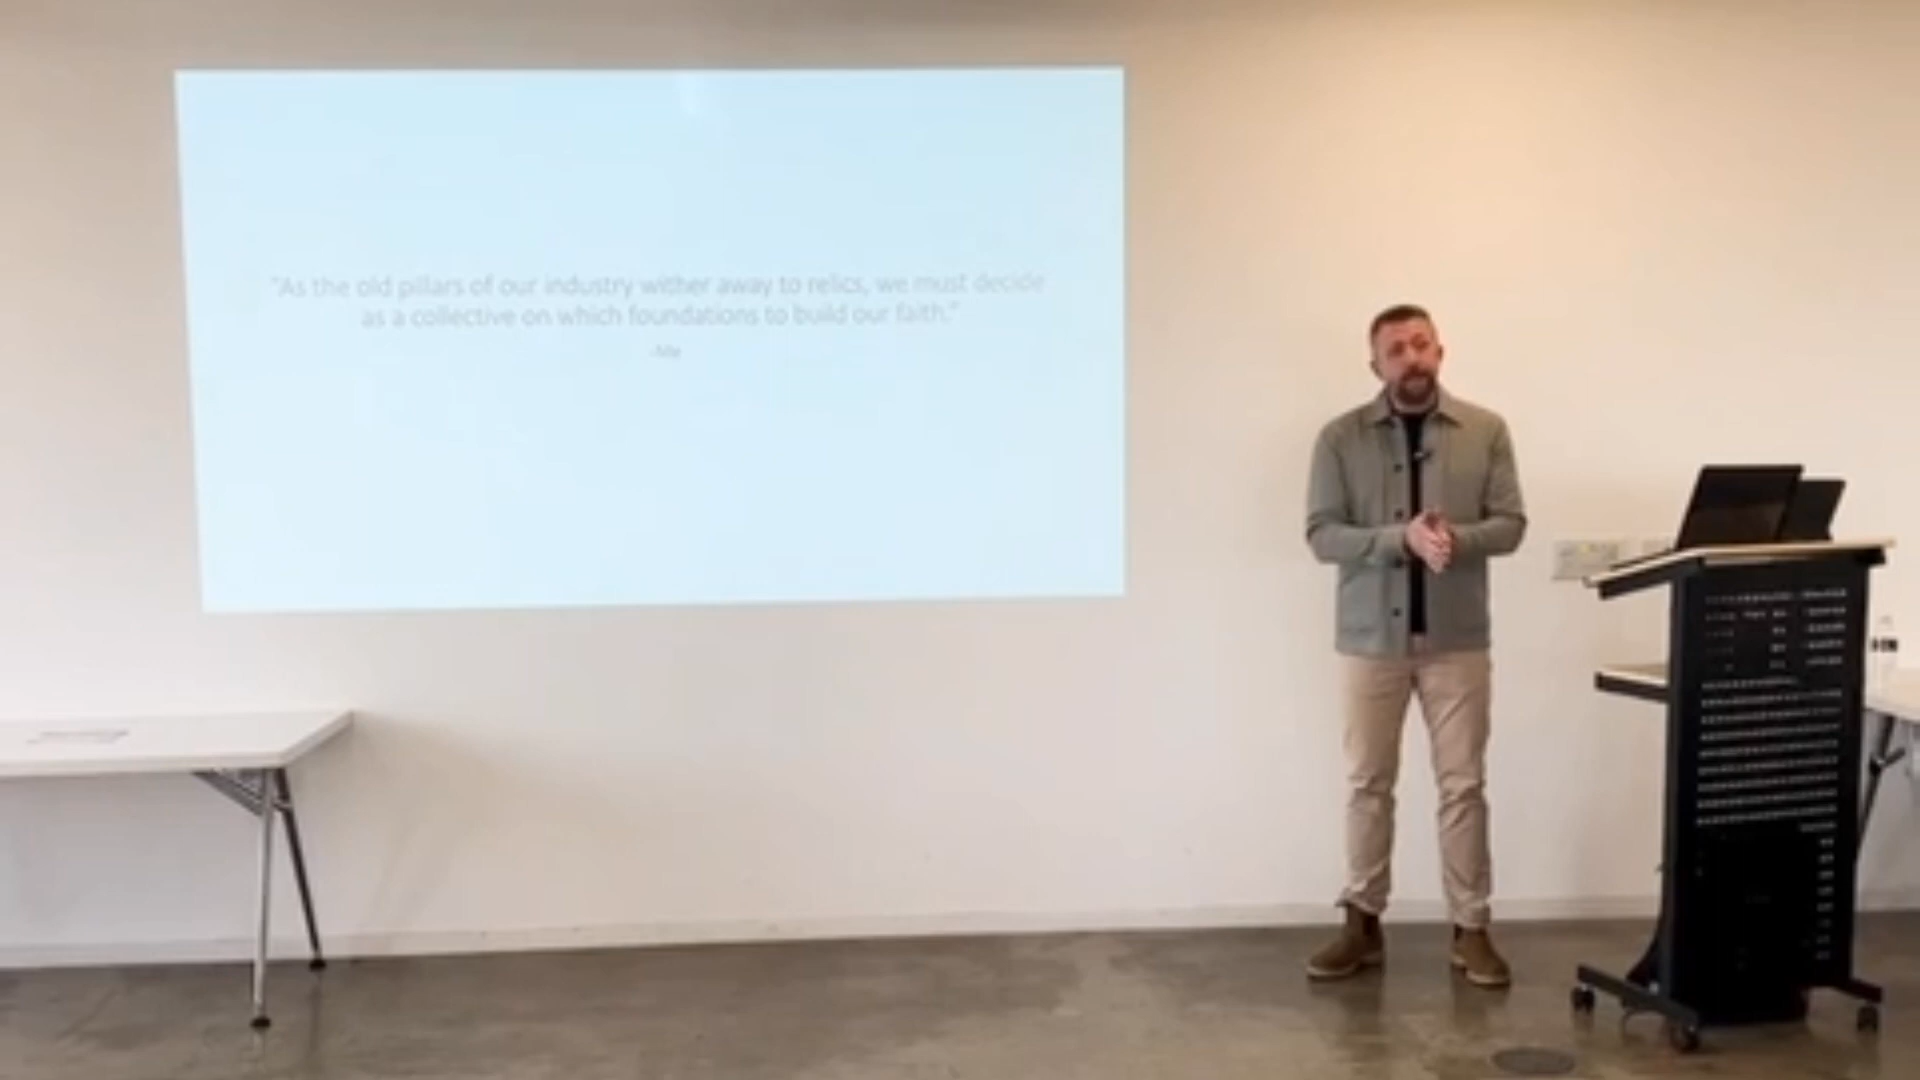 "As the old pillars of our industry wither away to relics, we must decide
as a collective on which foundations to build our faith."
-Me